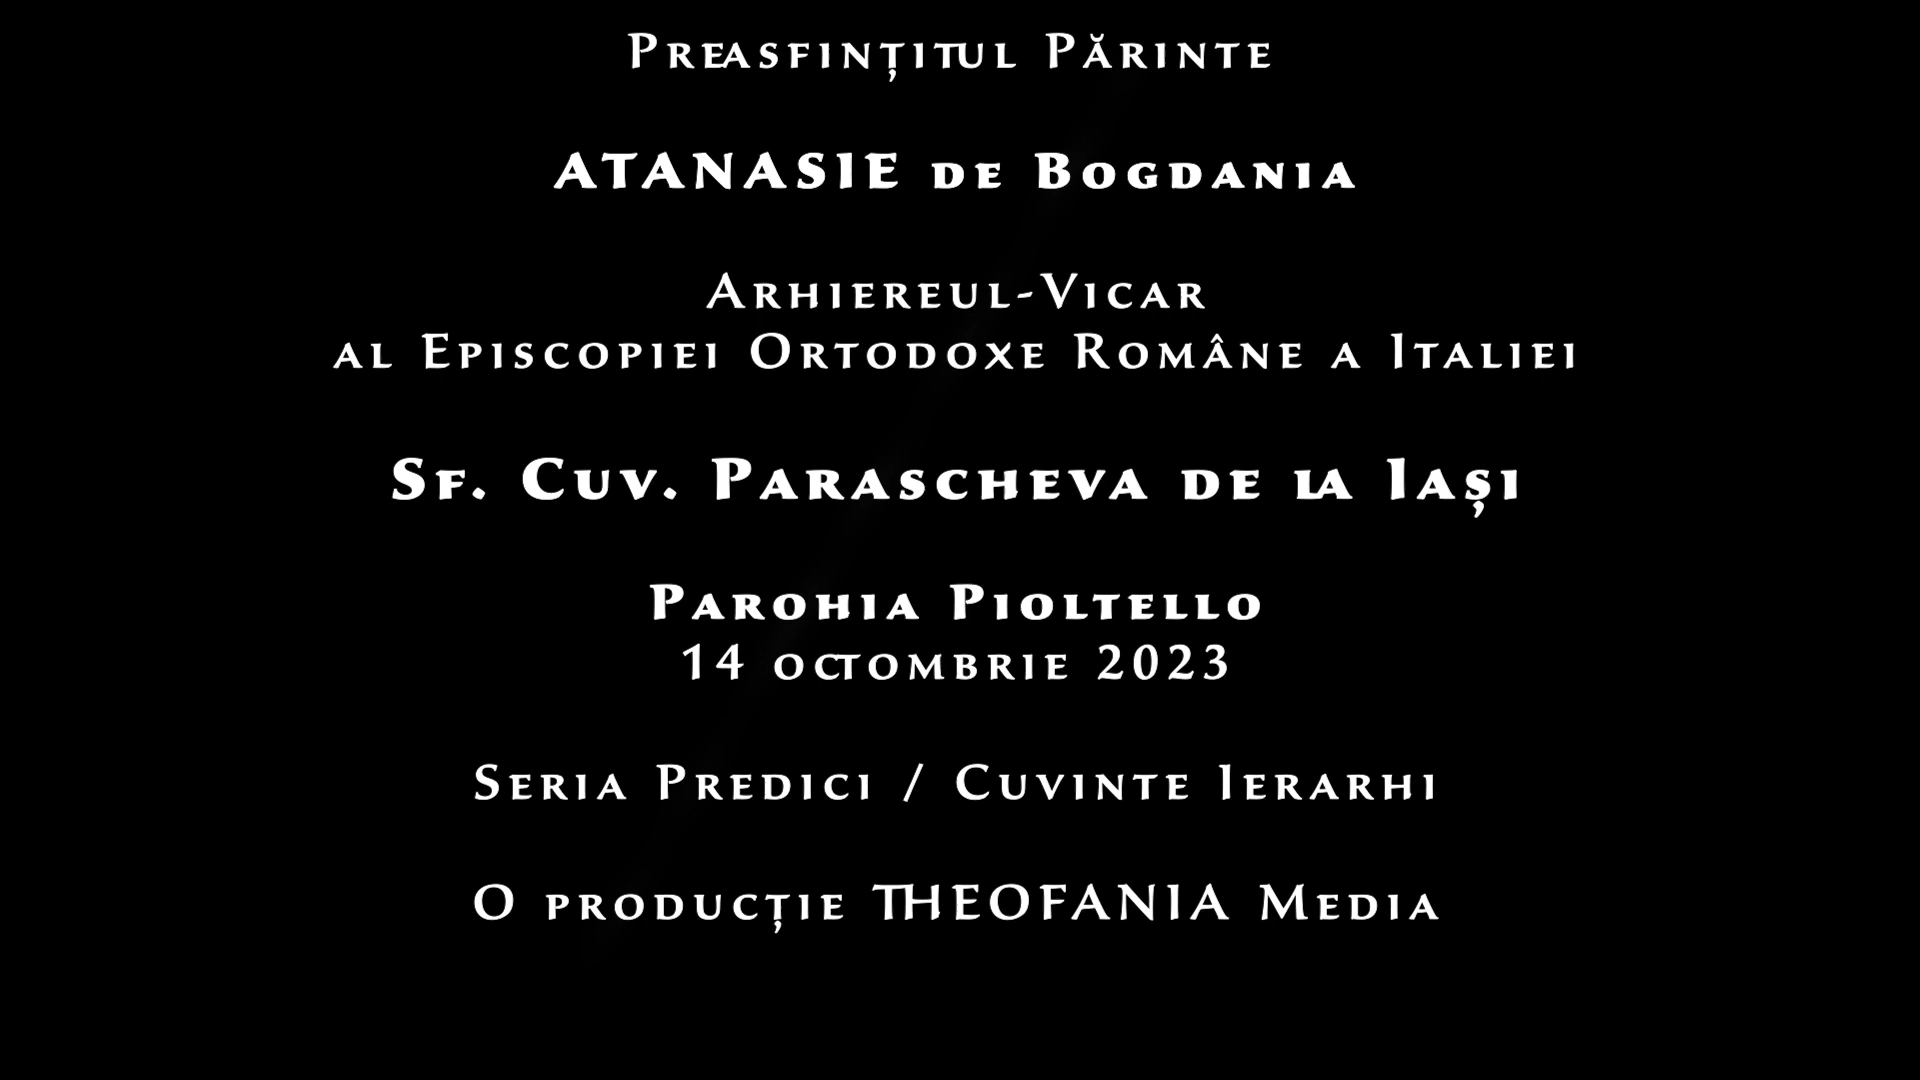 Preasfințitul Părinte
ATANASIE de Bogdania
Arhiereul-Vicar
al Episcopiei Ortodoxe Române a Italiei
Sf. Cuv. Parascheva de la Iași
Parohia Pioltello
14 octombrie 2023
Seria Predici / Cuvinte Ierarhi
O producție THEOFANIA Media